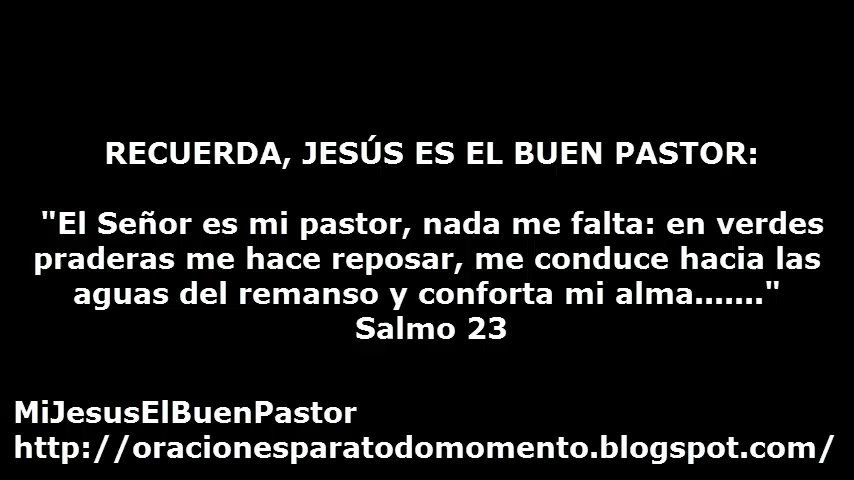 RECUERDA, JESÚS ES EL BUEN PASTOR:
"El Señor es mi pastor, nada me falta: en verdes
praderas me hace reposar, me conduce hacia las
aguas del remanso y conforta mi alma......."
Salmo 23
MiJesusElBuenPastor
http://oracionesparatodomomento.blogspot.com/